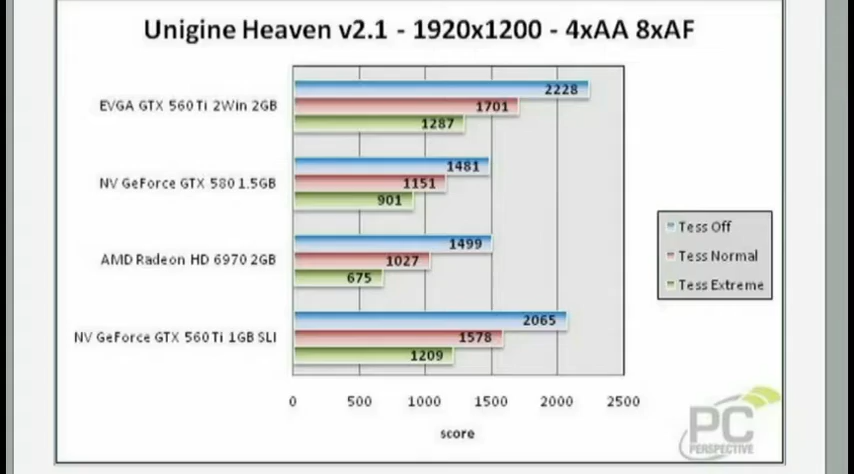 Unigine Heaven v2.1 - 1920x1200 - 4xAA 8xAF
EVGA GTX 560 Ti 2Win 2GB
2228
1701
1287
NV GeForce GTX 580 1.5GB
1481
1151
901
AMD Radeon HD 6970 2GB
1499
1027
675
NV GeForce GTX 560 Ti 1GB SLI
2065
1578
1209
0 500 1000 1500 2000 2500
score
Tess Off
Tess Normal
Tess Extreme
PC
PERSPECTIVE